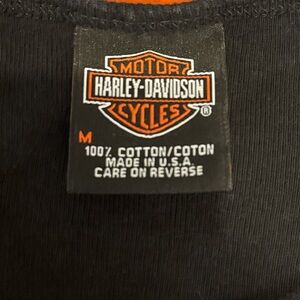 MOTOR
HARLEY-DAVIDSON
CYCLES
®
M
100% COTTON/COTON
MADE IN U.S.A.
CARE ON REVERSE